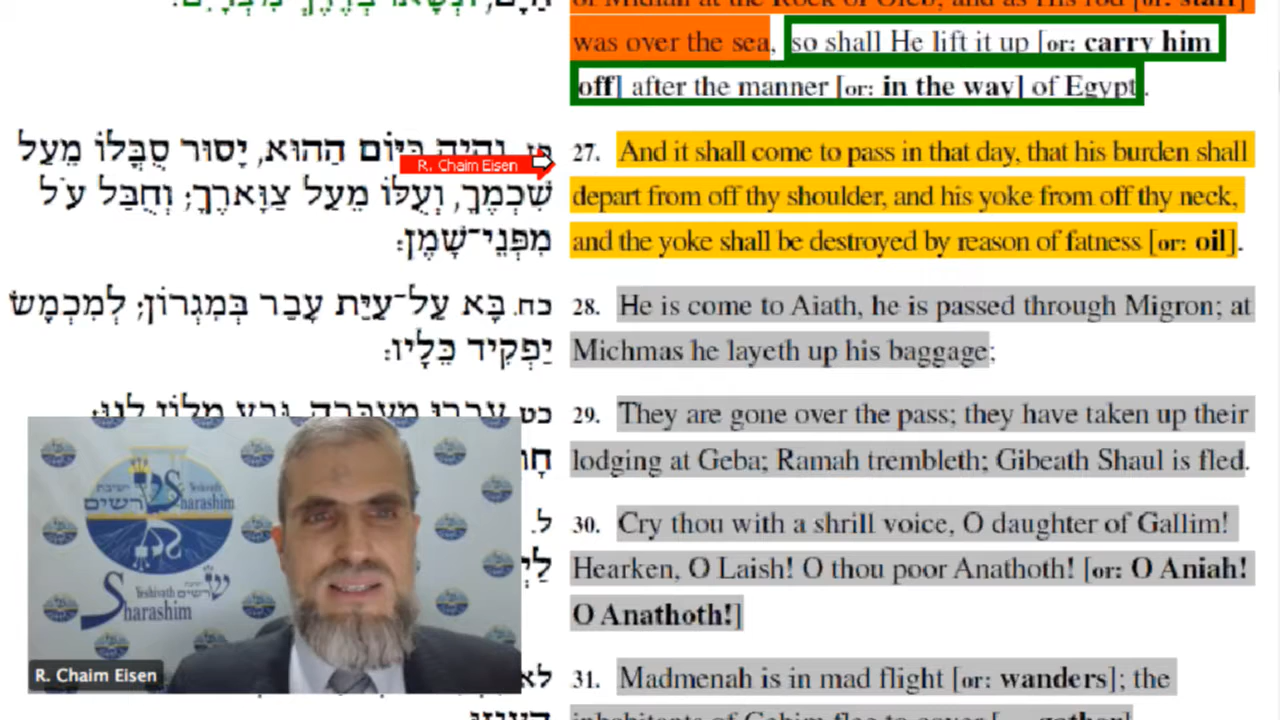 was over the sea, so shall He lift it up [or: carry him
off] after the manner [or: in the way] of Egypt.
הַהוּא, יָסוּר סֻבֳּלוֹ מֵעַל
שִׁכְמֶךָ, וְעֻלּוֹ מֵעַל צַוָּארֶךָ; וְחֻבַּל עֹל
מִפְּנֵי־שָׁמֶן:
R. Chaim Eisen
27. And it shall come to pass in that day, that his burden shall
depart from off thy shoulder, and his yoke from off thy neck,
and the yoke shall be destroyed by reason of fatness [or: oil].
כח. בָּא עַל־עַיַּת עָבַר בְּמִגְרוֹן; לְמִכְמָשׂ
יַפְקִיד כֵּלָיו:
28. He is come to Aiath, he is passed through Migron; at
Michmas he layeth up his baggage;
כט
29. They are gone over the pass; they have taken up their
lodging at Geba; Ramah trembleth; Gibeath Shaul is fled.
ל.
30. Cry thou with a shrill voice, O daughter of Gallim!
Hearken, O Laish! O thou poor Anathoth! [or: O Aniah!
O Anathoth!]
31. Madmenah is in mad flight [or: wanders]; the
ישיבת
שרשים
Yeshivath
Sharashim
Yeshivath
שרשים
Sharashim
R. Chaim Eisen